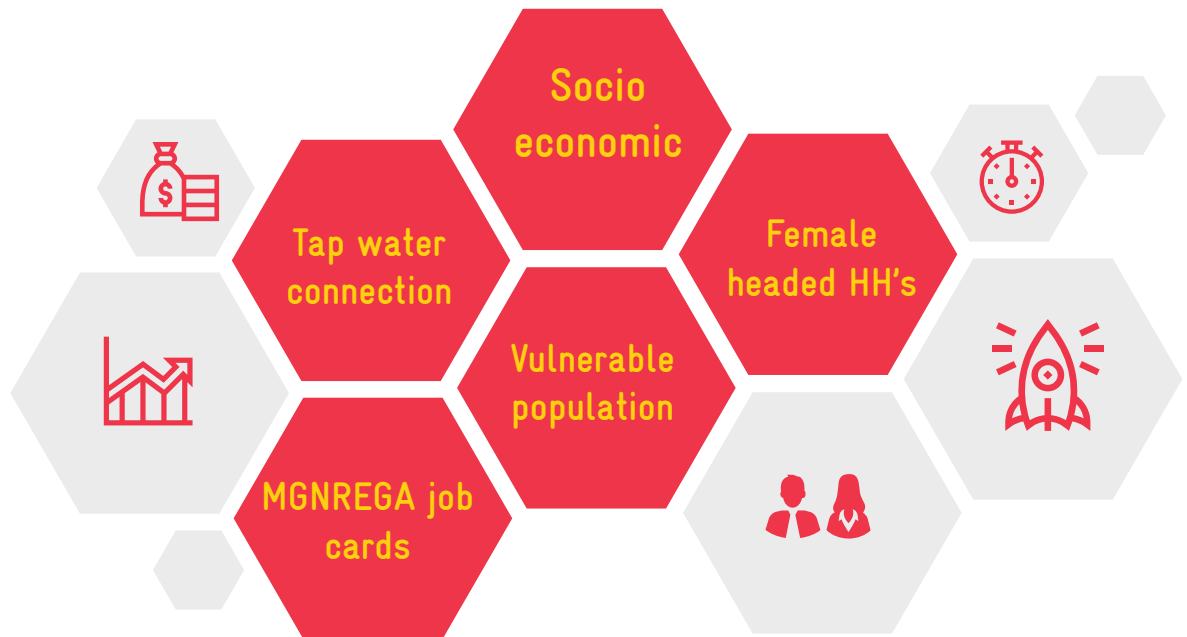 Socio
economic
Tap water
connection
Female
headed HH's
Vulnerable
population
MGNREGA job
cards
$